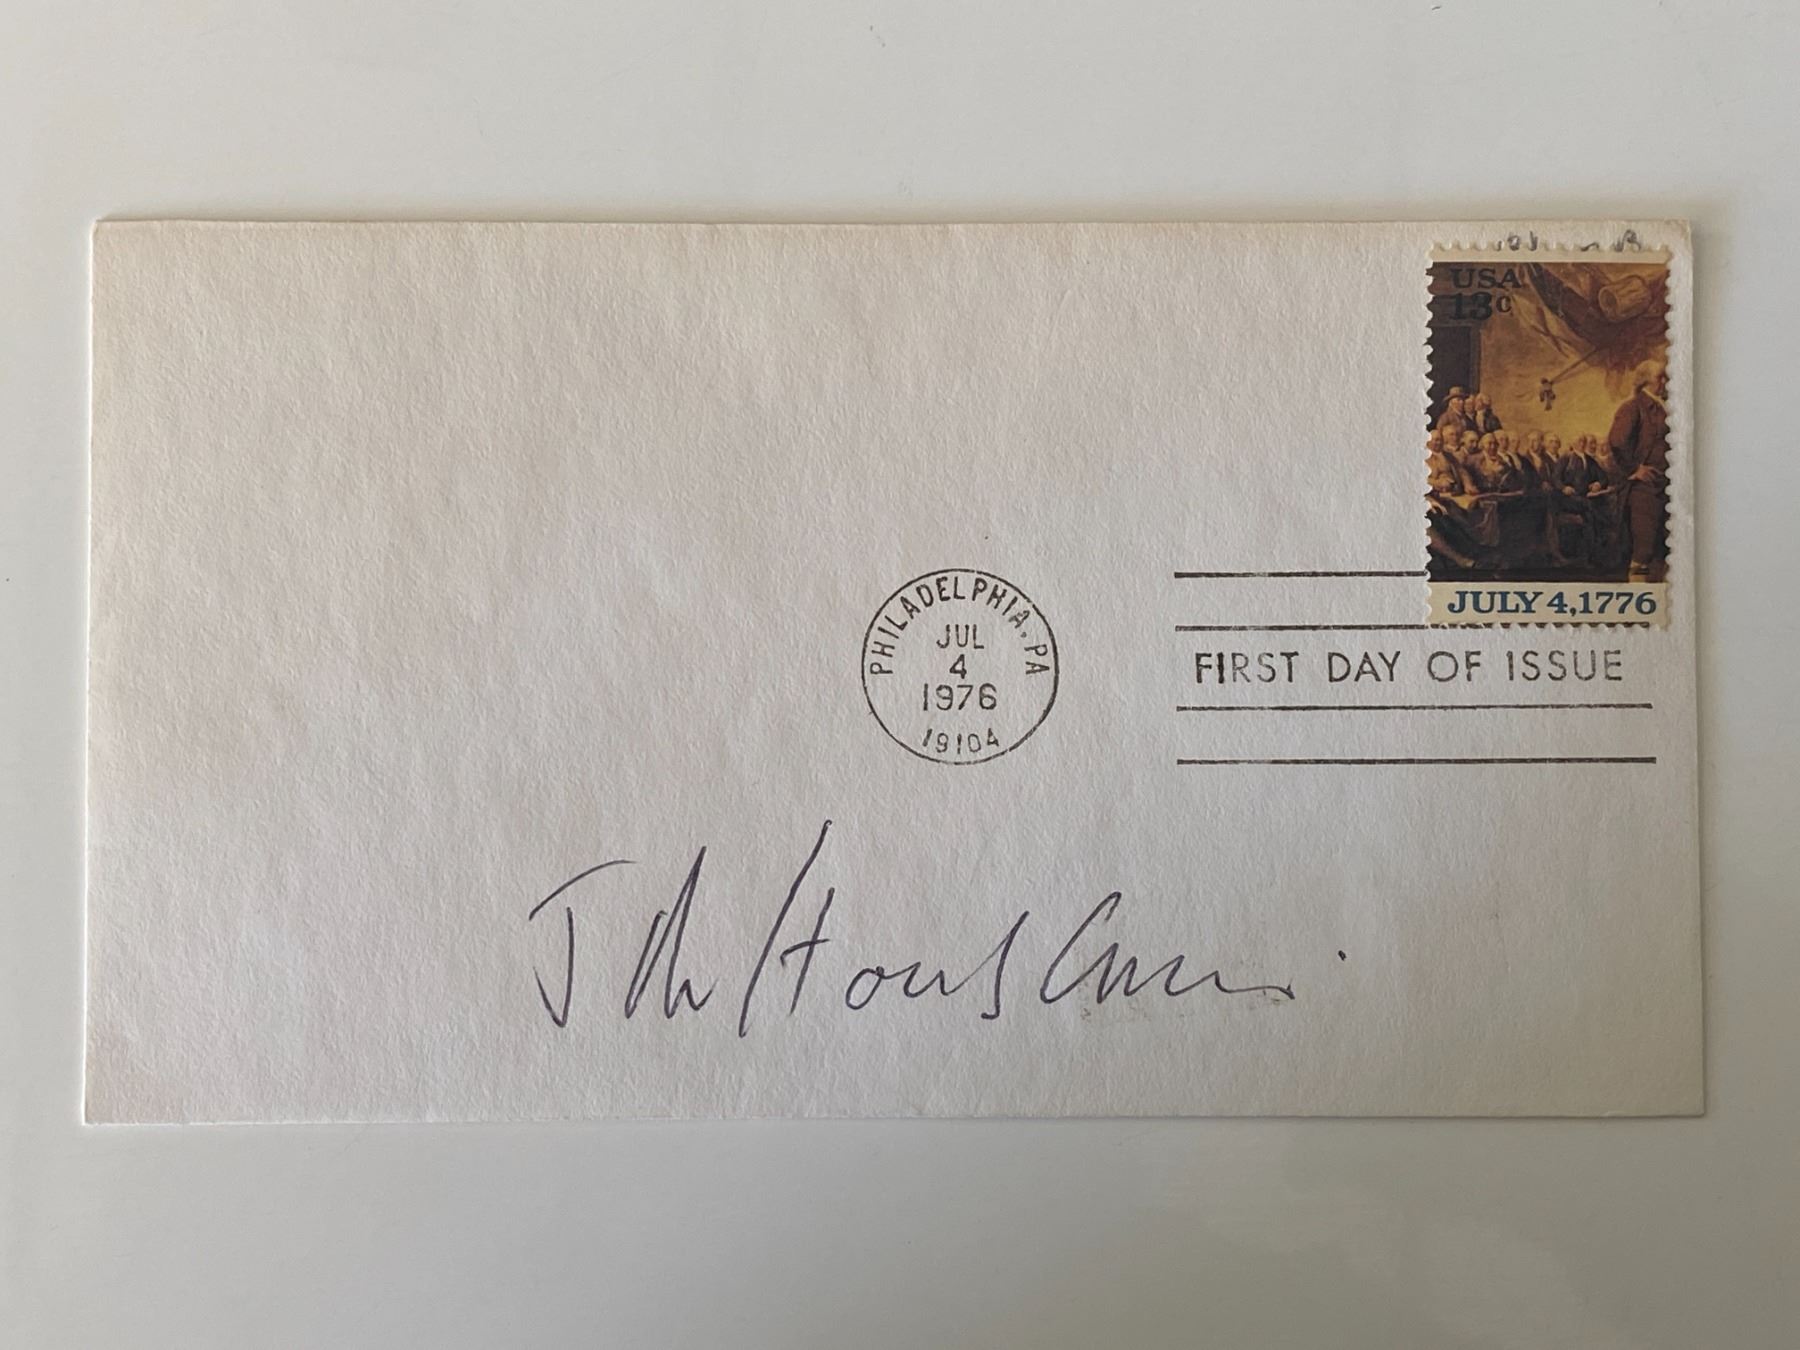 USA
13c
JULY 4,1776
PHILADELPHIA, PA
JUL
4
1976
19104
FIRST DAY OF ISSUE